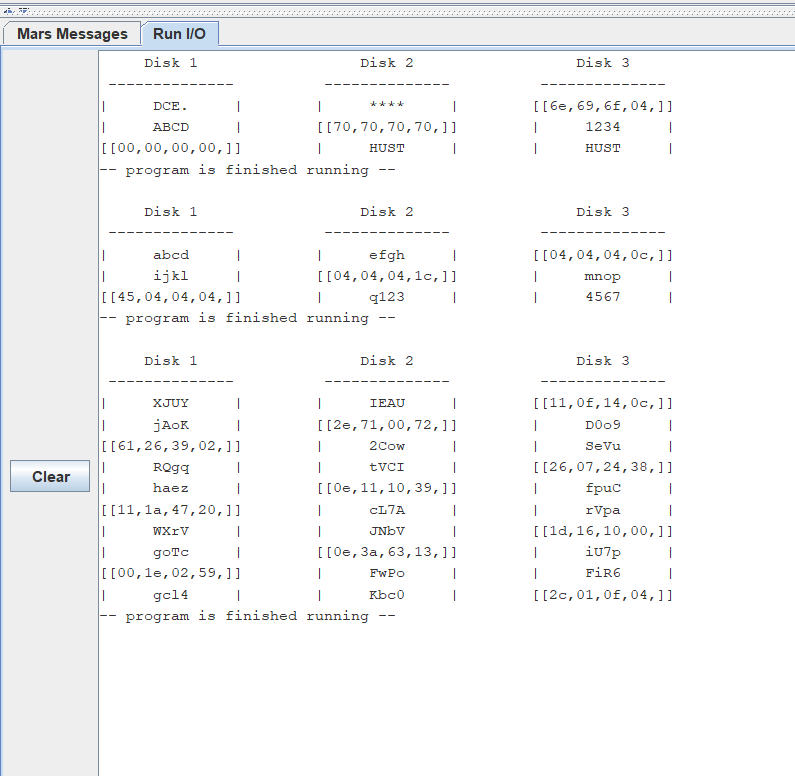 Mars Messages Run I/O
Disk 1 Disk 2 Disk 3
-------------- -------------- --------------
| DCE. | | **** | [[6e,69,6f,04,]]
| ABCD | [[70,70,70,70,]] | 1234 |
[[00,00,00,00,]] | HUST | | HUST |
-- program is finished running --
Disk 1 Disk 2 Disk 3
-------------- -------------- --------------
| abcd | | efgh | [[04,04,04,0c,]]
| ijkl | [[04,04,04,1c,]] | mnop |
[[45,04,04,04,]] | q123 | | 4567 |
-- program is finished running --
Disk 1 Disk 2 Disk 3
-------------- -------------- --------------
| XJUY | | IEAU | [[11,0f,14,0c,]]
| jAoK | [[2e,71,00,72,]] | D0o9 |
[[61,26,39,02,]] | 2Cow | | SeVu |
Clear
| RQgq | | tVCI | [[26,07,24,38,]]
| haez | [[0e,11,10,39,]] | fpuC |
[[11,1a,47,20,]] | cL7A | | rVpa |
| WXrV | | JNbV | [[1d,16,10,00,]]
| goTc | [[0e,3a,63,13,]] | iU7p |
[[00,1e,02,59,]] | FwPo | | FiR6 |
| gcl4 | | Kbc0 | [[2c,01,0f,04,]]
-- program is finished running --